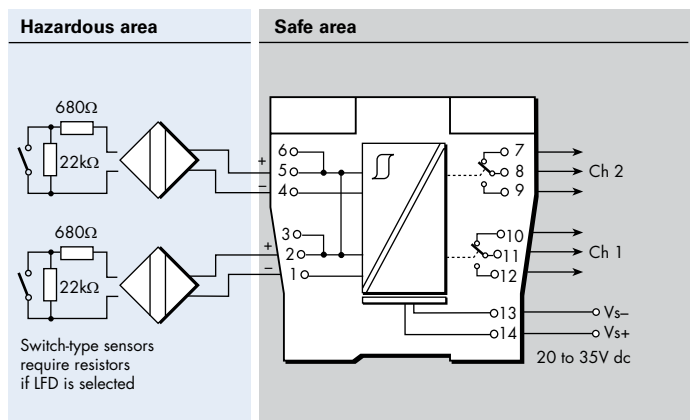 Hazardous area
Safe area
680Ω
22kΩ
+
−
6
5
4
7
8
9
Ch 2
680Ω
22kΩ
+
−
3
2
1
10
11
12
Ch 1
13
Vs–
14
Vs+
20 to 35V dc
Switch-type sensors
require resistors
if LFD is selected